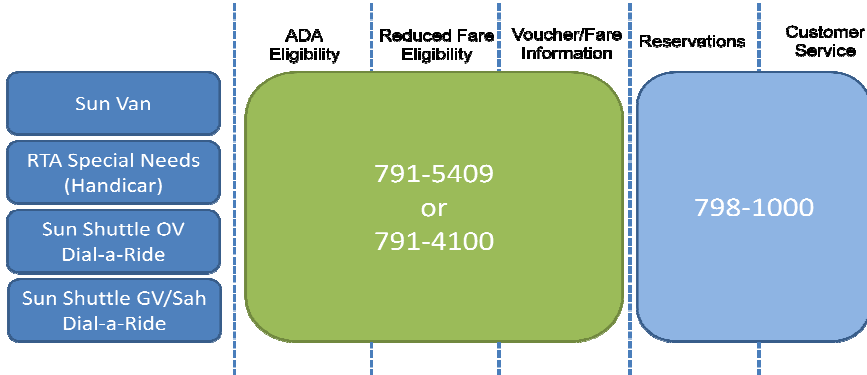 ADA
Eligibility
Reduced Fare
Eligibility
Voucher/Fare
Information
Reservations
Customer
Service
Sun Van
RTA Special Needs
(Handicar)
Sun Shuttle OV
Dial-a-Ride
Sun Shuttle GV/Sah
Dial-a-Ride
791-5409
or
791-4100
798-1000